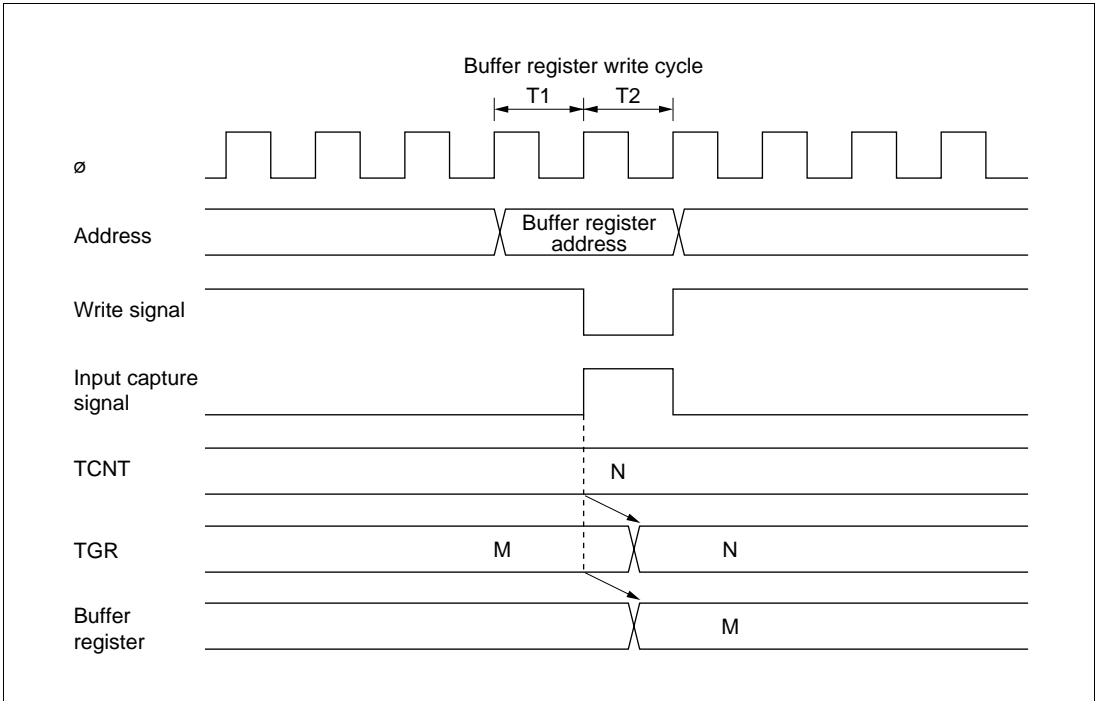 Buffer register write cycle
T1 T2
ø
Address
Buffer register
address
Write signal
Input capture
signal
TCNT
N
TGR
M N
Buffer
register
M